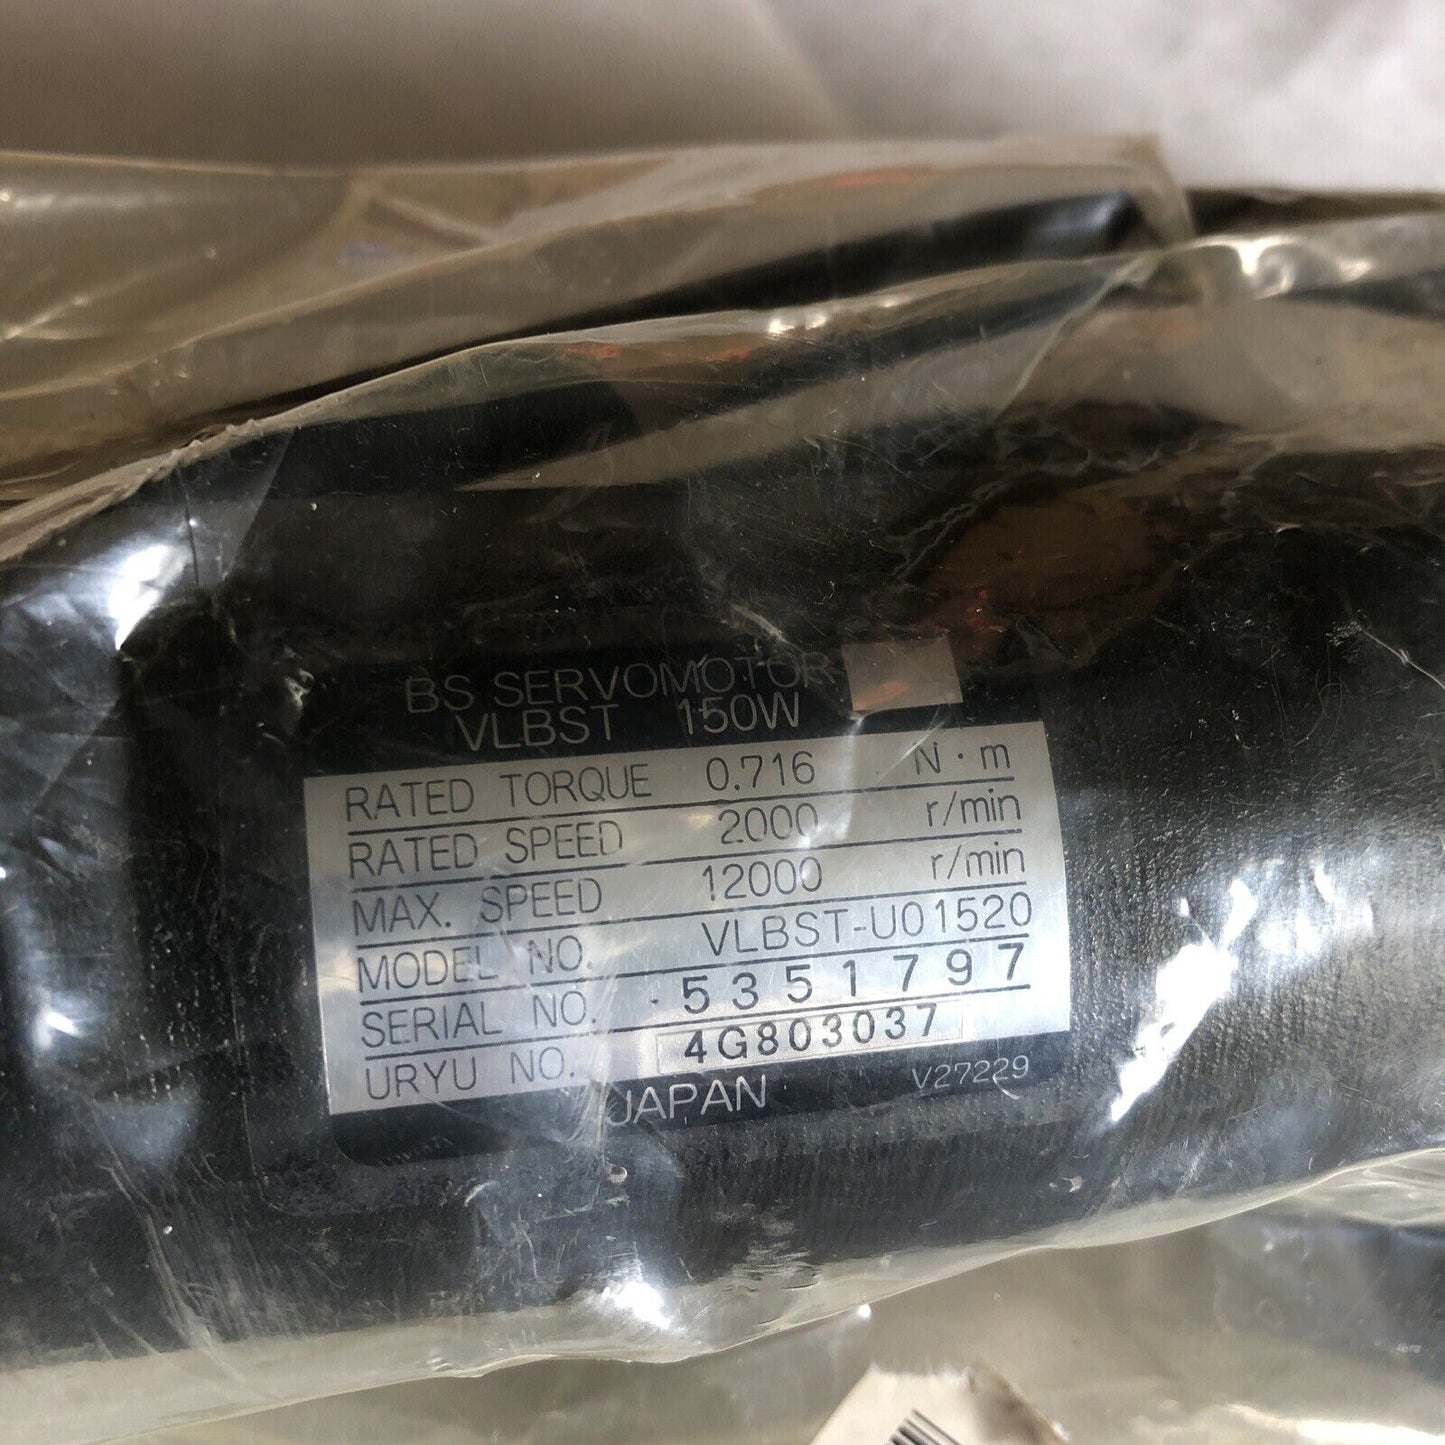 BS SERVOMOTOR
VLBST 150W
RATED TORQUE 0.716 N·m
RATED SPEED 2000 r/min
MAX. SPEED 12000 r/min
MODEL NO. VLBST-U01520
SERIAL NO. 5351797
URYU NO. 4G803037
JAPAN V27229